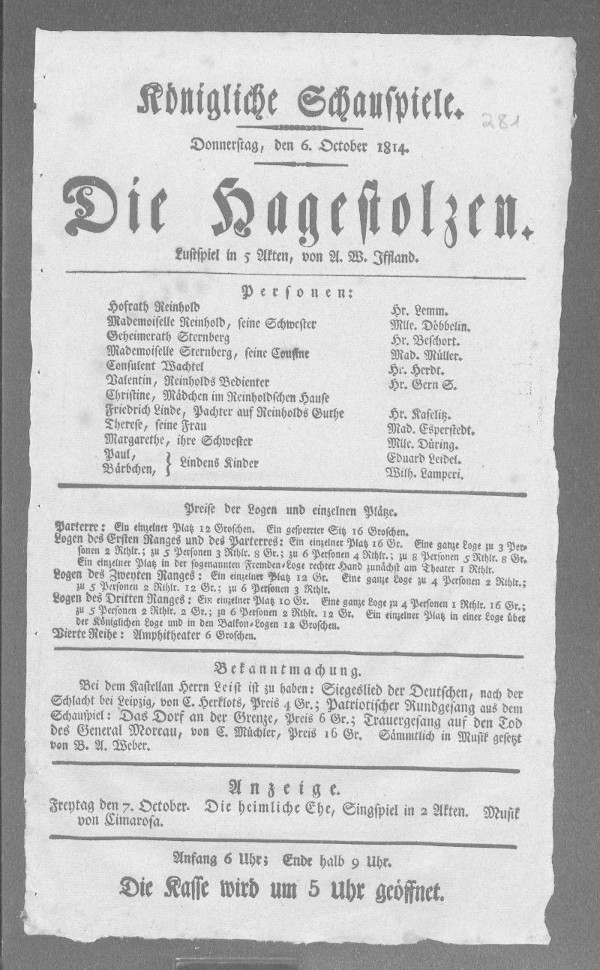 Königliche Schauspiele.
281
Donnerstag, den 6. October 1814.
Die Hagestolzen.
Lustspiel in 5 Akten, von A. W. Iffland.
Personen:
Hofrath Reinhold Hr. Lemm.
Mademoiselle Reinhold, seine Schwester Mlle. Döbbelin.
Geheimerath Sternberg Hr. Beschort.
Mademoiselle Sternberg, seine Cousine Mad. Müller.
Consulent Wachtel Hr. Herdt.
Valentin, Reinholds Bedienter Hr. Gern S.
Christine, Mädchen im Reinholdschen Hause
Friedrich Linde, Pachter auf Reinholds Guthe Hr. Kaselitz.
Therese, seine Frau Mad. Esperstedt.
Margarethe, ihre Schwester Mlle. Düring.
Paul, Eduard Leidel.
Bärbchen, } Lindens Kinder Wilh. Lamperi.
Preise der Logen und einzelnen Plätze.
Parterre: Ein einzelner Platz 12 Groschen. Ein gesperrter Sitz 16 Groschen.
Logen des Ersten Ranges und des Parterres: Ein einzelner Platz 16 Gr. Eine ganze Loge zu 3 Per-
sonen 2 Rthlr.; zu 5 Personen 3 Rthlr. 8 Gr.; zu 6 Personen 4 Rthlr.; zu 8 Personen 5 Rthlr. 8 Gr.
Ein einzelner Platz in der sogenannten Fremden-Loge rechter Hand zunächst am Theater 1 Rthlr.
Logen des Zweyten Ranges: Ein einzelner Platz 12 Gr. Eine ganze Loge zu 4 Personen 2 Rthlr.;
zu 5 Personen 2 Rthlr. 12 Gr.; zu 6 Personen 3 Rthlr.
Logen des Dritten Ranges: Ein einzelner Platz 10 Gr. Eine ganze Loge zu 4 Personen 1 Rthlr. 16 Gr.;
zu 5 Personen 2 Rthlr. 2 Gr.; zu 6 Personen 2 Rthlr. 12 Gr. Ein einzelner Platz in einer Loge über
der Königlichen Loge und in den Balkon-Logen 12 Groschen.
Vierte Reihe: Amphitheater 6 Groschen.
Bekanntmachung.
Bei dem Kastellan Herrn Leist ist zu haben: Siegeslied der Deutschen, nach der
Schlacht bei Leipzig, von C. Herklots, Preis 4 Gr.; Patriotischer Rundgesang aus dem
Schauspiel: Das Dorf an der Grenze, Preis 6 Gr.; Trauergesang auf den Tod
des General Moreau, von C. Müchler, Preis 16 Gr. Sämmtlich in Musik gesetzt
von B. A. Weber.
Anzeige.
Freytag den 7. October. Die heimliche Ehe, Singspiel in 2 Akten. Musik
von Cimarosa.
Anfang 6 Uhr; Ende halb 9 Uhr.
Die Kasse wird um 5 Uhr geöffnet.